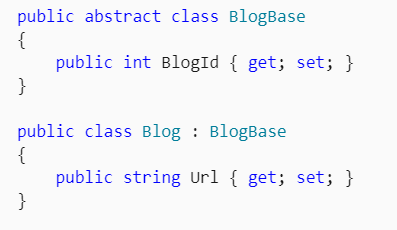 public abstract class BlogBase
{
    public int BlogId { get; set; }
}

public class Blog : BlogBase
{
    public string Url { get; set; }
}